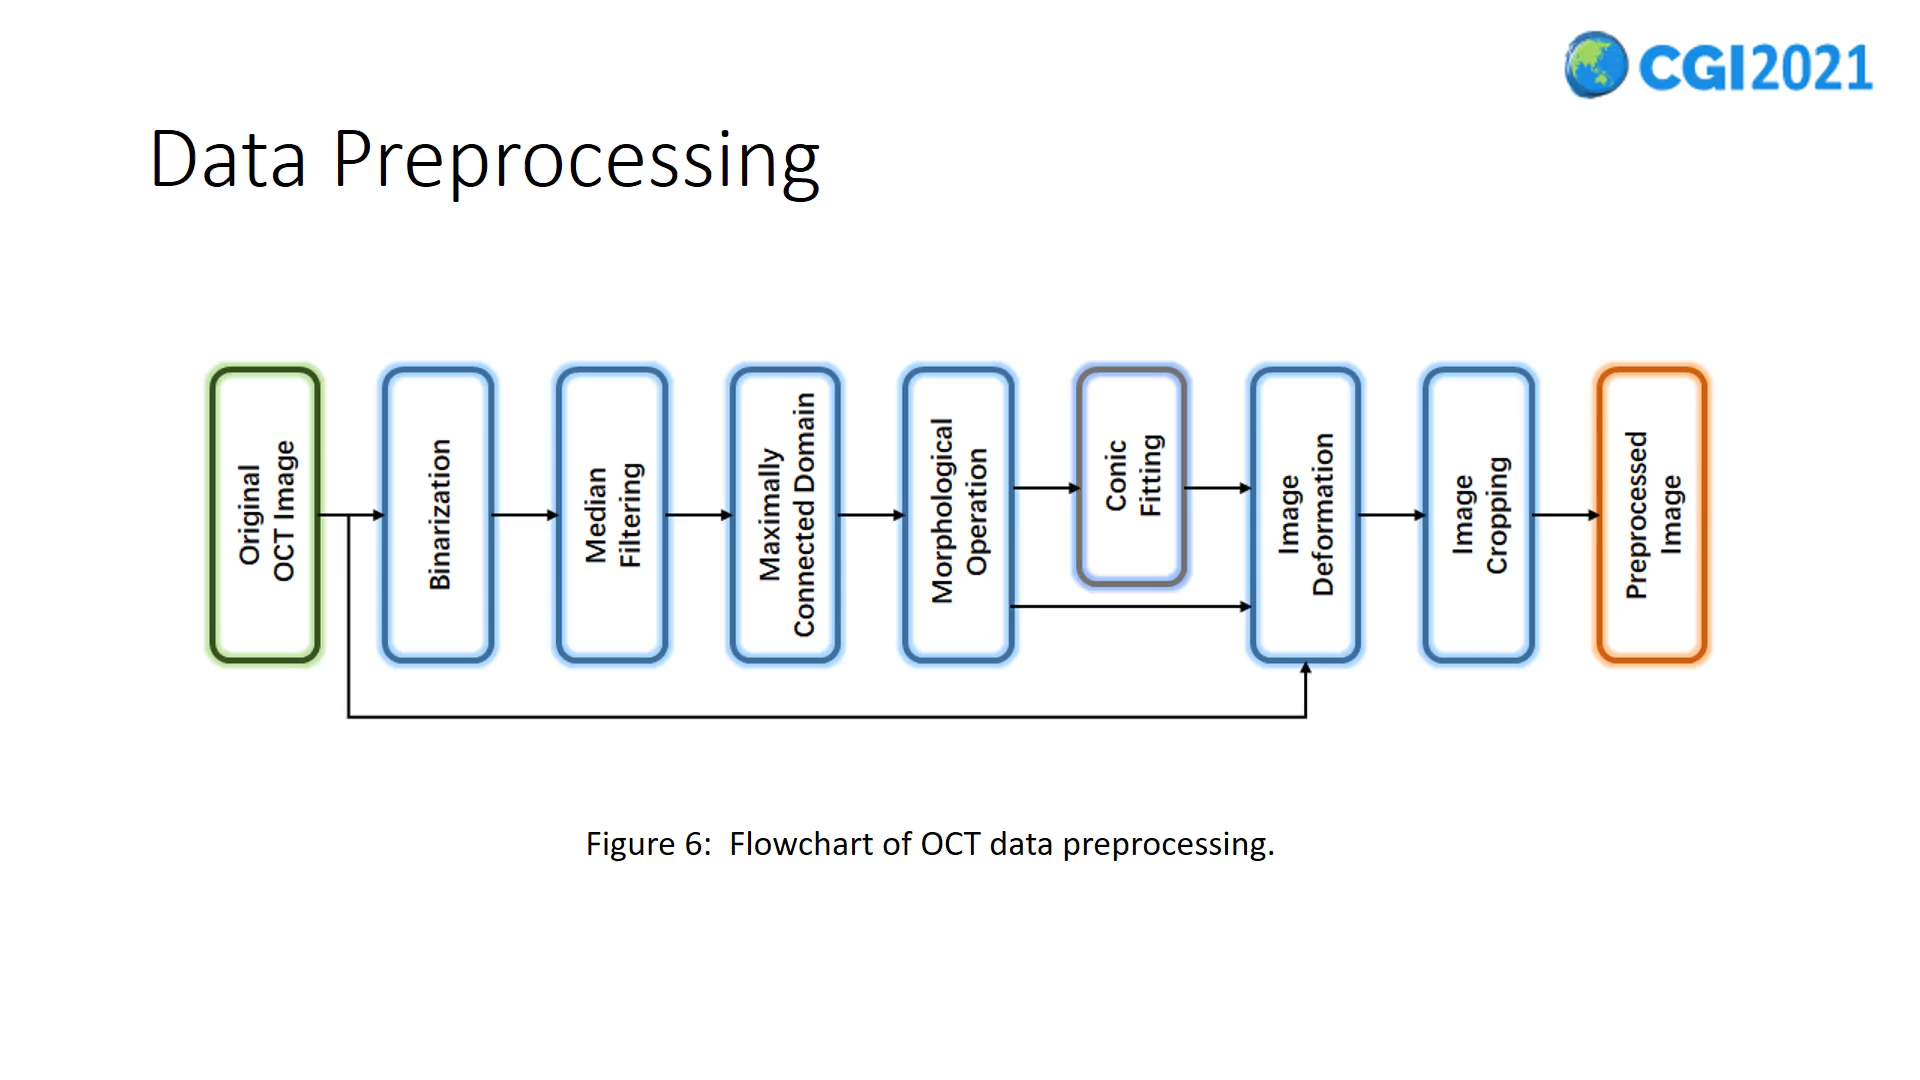 CGI2021
Data Preprocessing
Original
OCT Image
Binarization
Median
Filtering
Maximally
Connected Domain
Morphological
Operation
Conic
Fitting
Image
Deformation
Image
Cropping
Preprocessed
Image
Figure 6:  Flowchart of OCT data preprocessing.